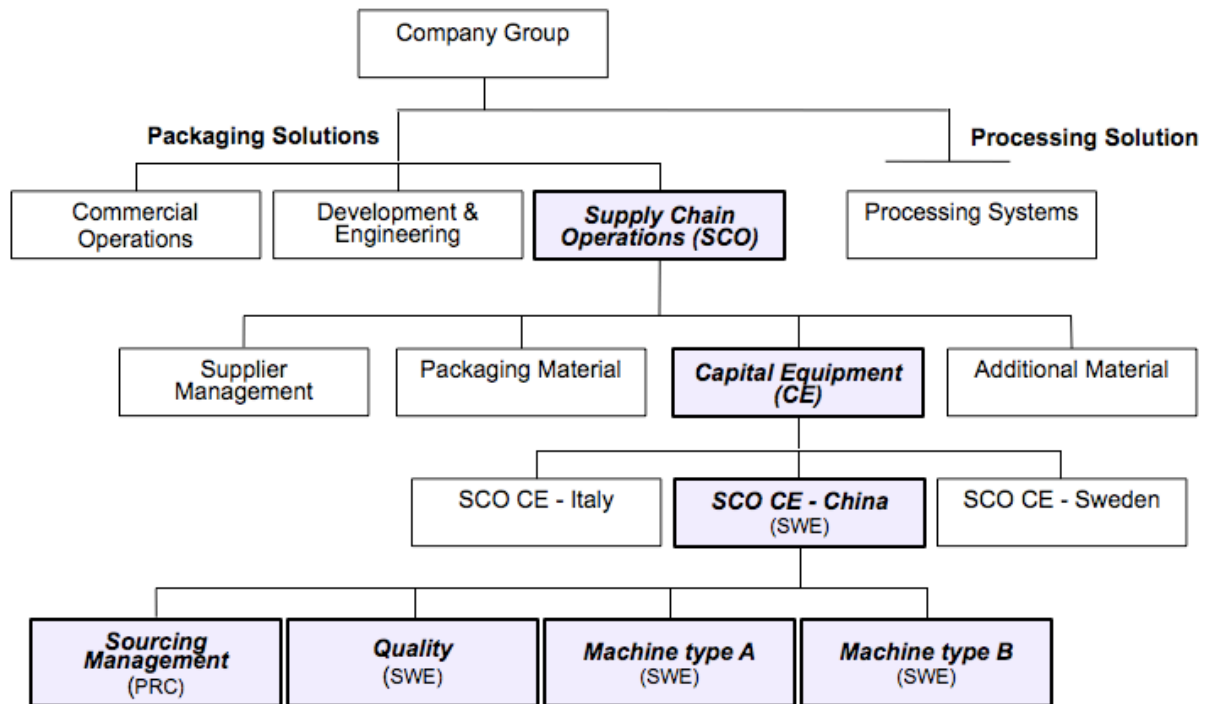 Company Group
Packaging Solutions
Processing Solution
Commercial
Operations
Development &
Engineering
Supply Chain
Operations (SCO)
Processing Systems
Supplier
Management
Packaging Material
Capital Equipment
(CE)
Additional Material
SCO CE - Italy
SCO CE - China
(SWE)
SCO CE - Sweden
Sourcing
Management
(PRC)
Quality
(SWE)
Machine type A
(SWE)
Machine type B
(SWE)